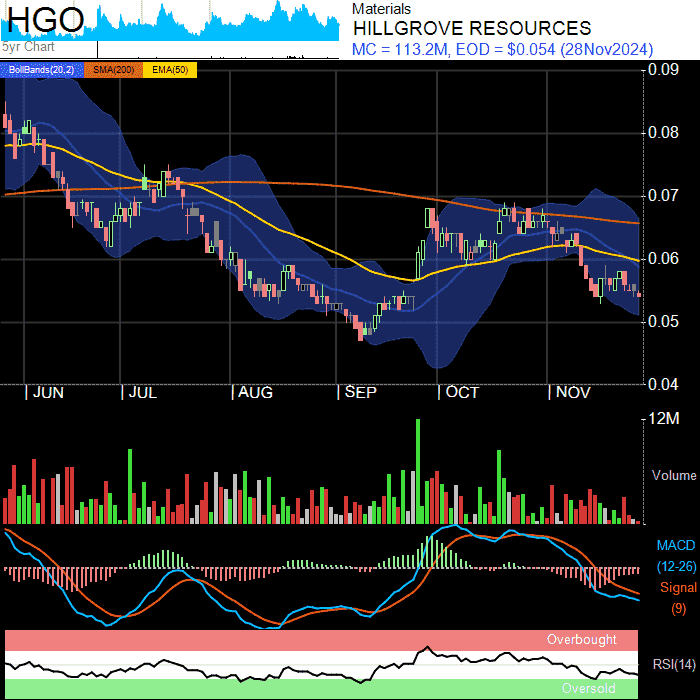 HGO
5yr Chart
Materials
HILLGROVE RESOURCES
MC = 113.2M, EOD = $0.054 (28Nov2024)
BollBands(20,2) SMA(200) EMA(50)
0.09
0.08
0.07
0.06
0.05
0.04
JUN JUL AUG SEP OCT NOV
12M
Volume
MACD
(12-26)
Signal
(9)
Overbought
RSI(14)
Oversold